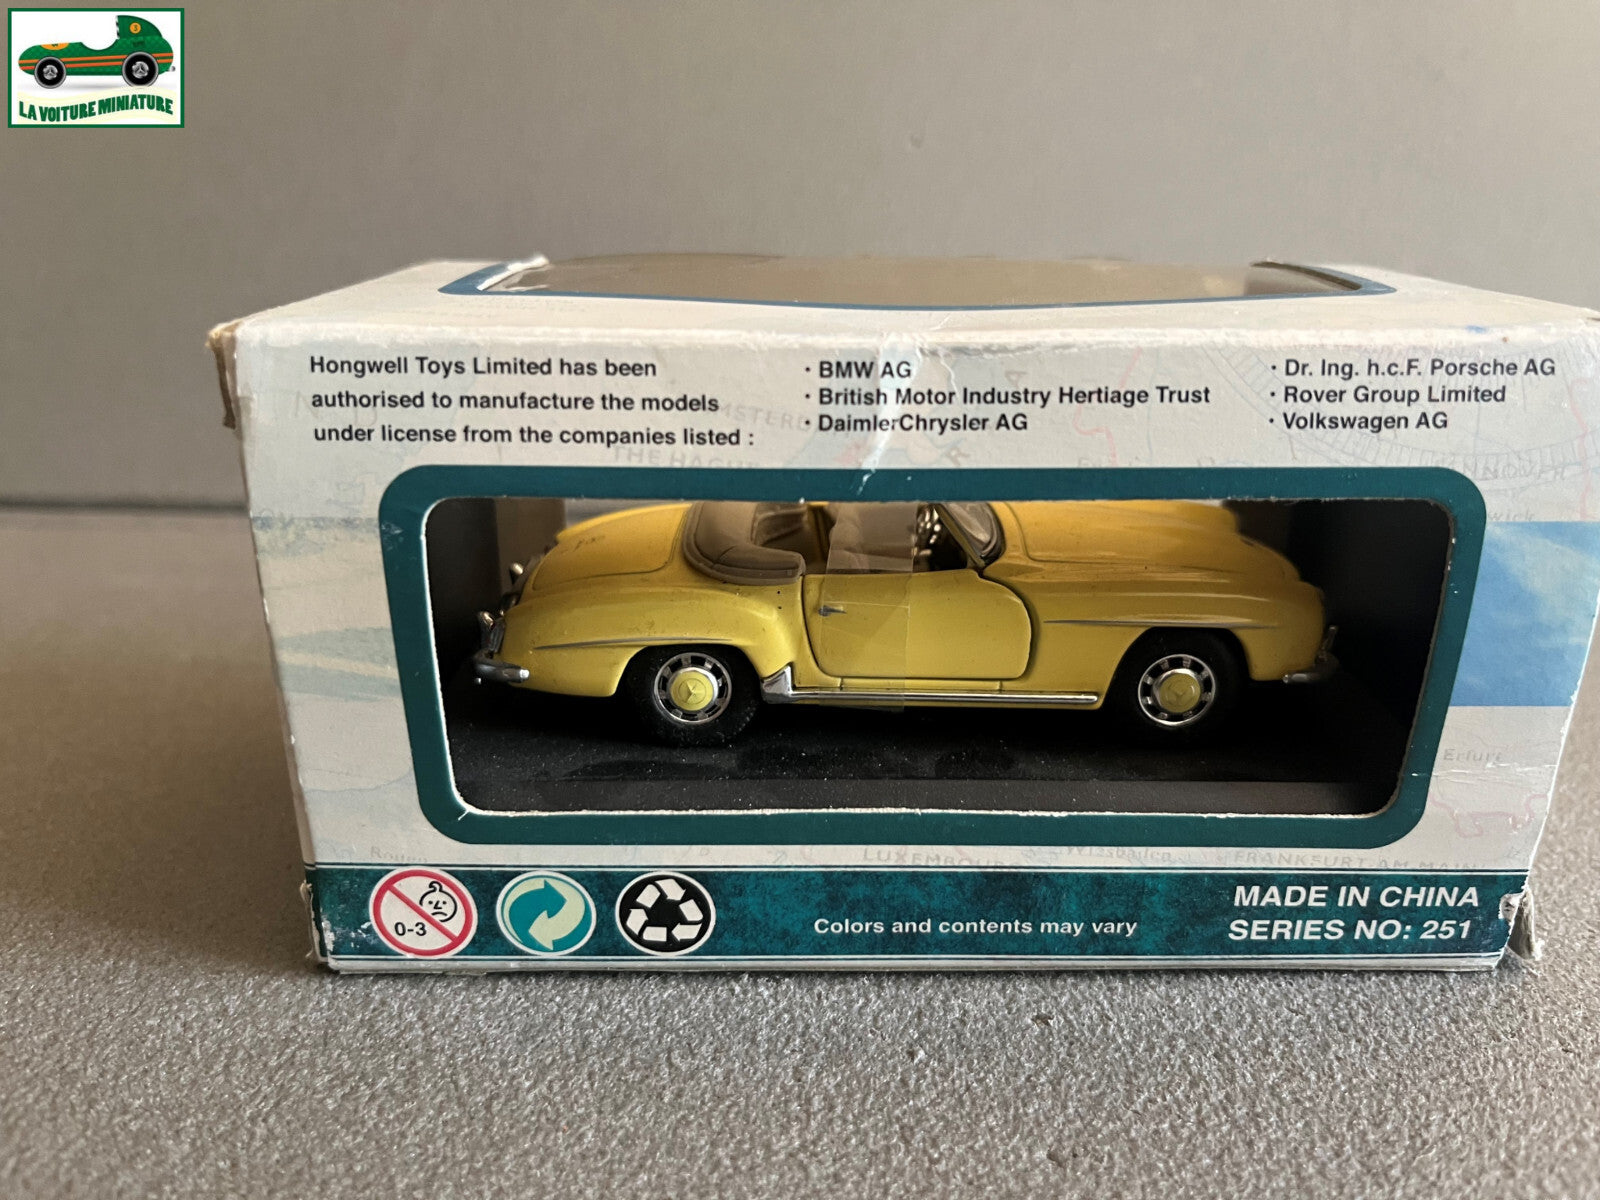 LA VOITURE MINIATURE
Hongwell Toys Limited has been
authorised to manufacture the models
under license from the companies listed :
· BMW AG
· British Motor Industry Hertiage Trust
· DaimlerChrysler AG
· Dr. Ing. h.c.F. Porsche AG
· Rover Group Limited
· Volkswagen AG
THE HAGUE
Erfurt
LUXEMBOURG
Wiesbaden
FRANKFURT AM MAIN
0-3
Colors and contents may vary
MADE IN CHINA
SERIES NO: 251